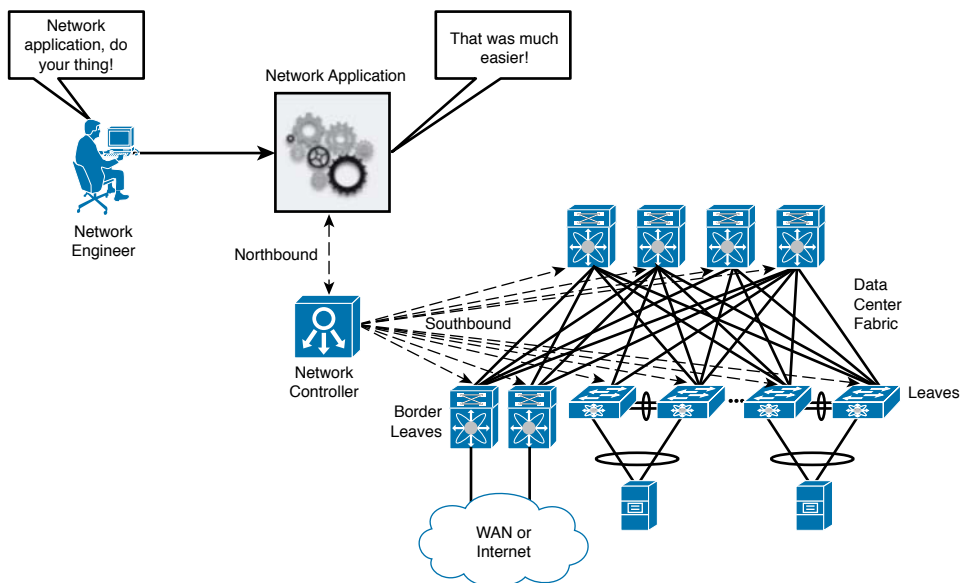 Network
application, do
your thing!
That was much
easier!
Network Application
Network
Engineer
Northbound
Southbound
Data
Center
Fabric
Network
Controller
Border
Leaves
Leaves
WAN or
Internet